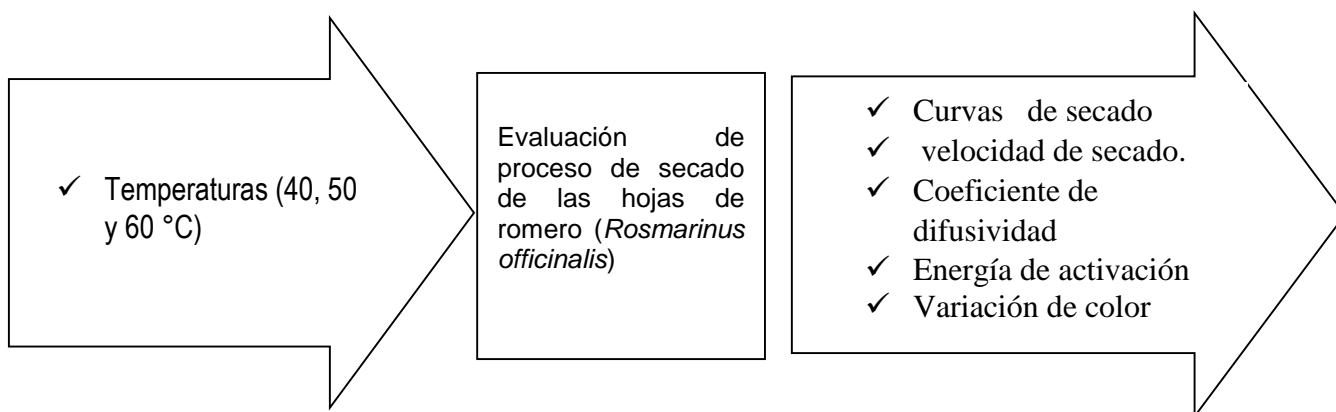 ✓ Temperaturas (40, 50
y 60 °C)
Evaluación de
proceso de secado
de las hojas de
romero (Rosmarinus
officinalis)
✓ Curvas de secado
✓ velocidad de secado.
✓ Coeficiente de
difusividad
✓ Energía de activación
✓ Variación de color